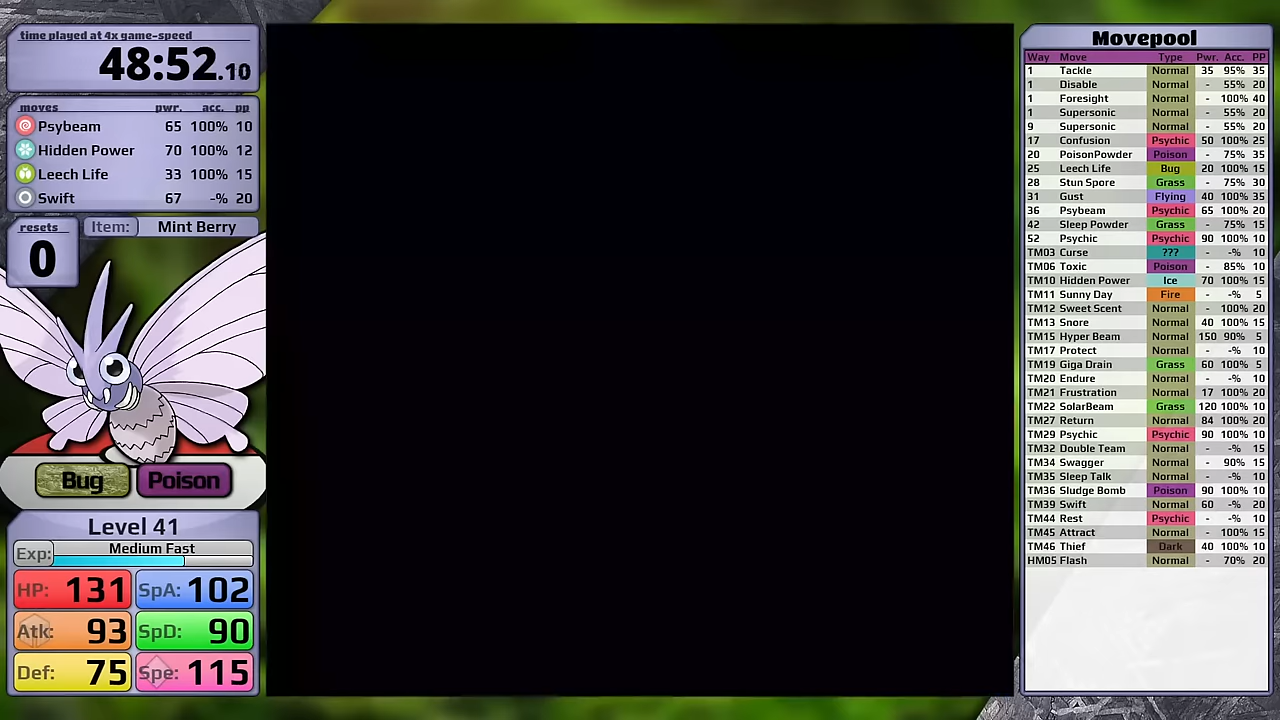 time played at 4x game-speed
48:52.10
moves pwr. acc. pp
Psybeam 65 100% 10
Hidden Power 70 100% 12
Leech Life 33 100% 15
Swift 67 -% 20
resets
0
Item: Mint Berry
Bug Poison
Level 41
Exp: Medium Fast
HP: 131 SpA: 102
Atk: 93 SpD: 90
Def: 75 Spe: 115
Movepool
Way Move Type Pwr. Acc. PP
1 Tackle Normal 35 95% 35
1 Disable Normal - 55% 20
1 Foresight Normal - 100% 40
1 Supersonic Normal - 55% 20
9 Supersonic Normal - 55% 20
17 Confusion Psychic 50 100% 25
20 PoisonPowder Poison - 75% 35
25 Leech Life Bug 20 100% 15
28 Stun Spore Grass - 75% 30
31 Gust Flying 40 100% 35
36 Psybeam Psychic 65 100% 20
42 Sleep Powder Grass - 75% 15
52 Psychic Psychic 90 100% 10
TM03 Curse ??? - -% 10
TM06 Toxic Poison - 85% 10
TM10 Hidden Power Ice 70 100% 15
TM11 Sunny Day Fire - -% 5
TM12 Sweet Scent Normal - 100% 20
TM13 Snore Normal 40 100% 15
TM15 Hyper Beam Normal 150 90% 5
TM17 Protect Normal - -% 10
TM19 Giga Drain Grass 60 100% 5
TM20 Endure Normal - -% 10
TM21 Frustration Normal 17 100% 20
TM22 SolarBeam Grass 120 100% 10
TM27 Return Normal 84 100% 20
TM29 Psychic Psychic 90 100% 10
TM32 Double Team Normal - -% 15
TM34 Swagger Normal - 90% 15
TM35 Sleep Talk Normal - -% 10
TM36 Sludge Bomb Poison 90 100% 10
TM39 Swift Normal 60 -% 20
TM44 Rest Psychic - -% 10
TM45 Attract Normal - 100% 15
TM46 Thief Dark 40 100% 10
HM05 Flash Normal - 70% 20